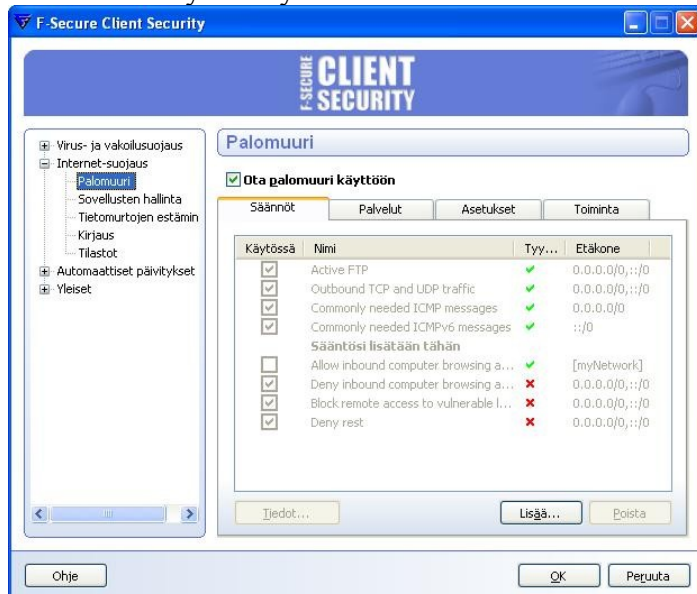 F-Secure Client Security
F-SECURE
CLIENT
SECURITY
Virus- ja vakoilusuojaus
Internet-suojaus
Palomuuri
Sovellusten hallinta
Tietomurtojen estämin
Kirjaus
Tilastot
Automaattiset päivitykset
Yleiset
Palomuuri
Ota palomuuri käyttöön
Säännöt Palvelut Asetukset Toiminta
Käytössä Nimi Tyy... Etäkone
Active FTP 0.0.0.0/0,::/0
Outbound TCP and UDP traffic 0.0.0.0/0,::/0
Commonly needed ICMP messages 0.0.0.0/0
Commonly needed ICMPv6 messages ::/0
Sääntösi lisätään tähän
Allow inbound computer browsing a... [myNetwork]
Deny inbound computer browsing a... 0.0.0.0/0,::/0
Block remote access to vulnerable l... 0.0.0.0/0,::/0
Deny rest 0.0.0.0/0,::/0
Tiedot... Lisää... Poista
Ohje OK Peruuta